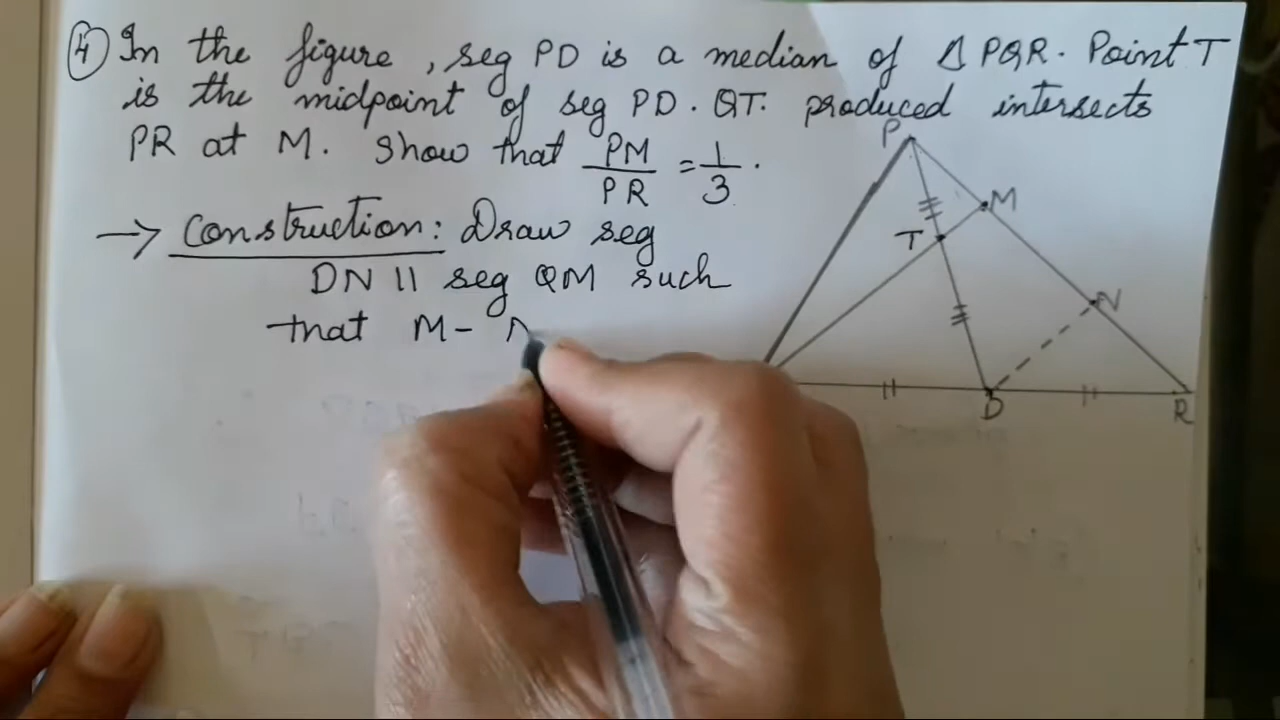 ④ In the figure, seg PD is a median of Δ PQR. Point T
is the midpoint of seg PD. QT. produced intersects
PR at M. Show that PM/PR = 1/3.
→ Construction: Draw seg
DN || seg QM such
that M- N
P
M
T
N
D
R